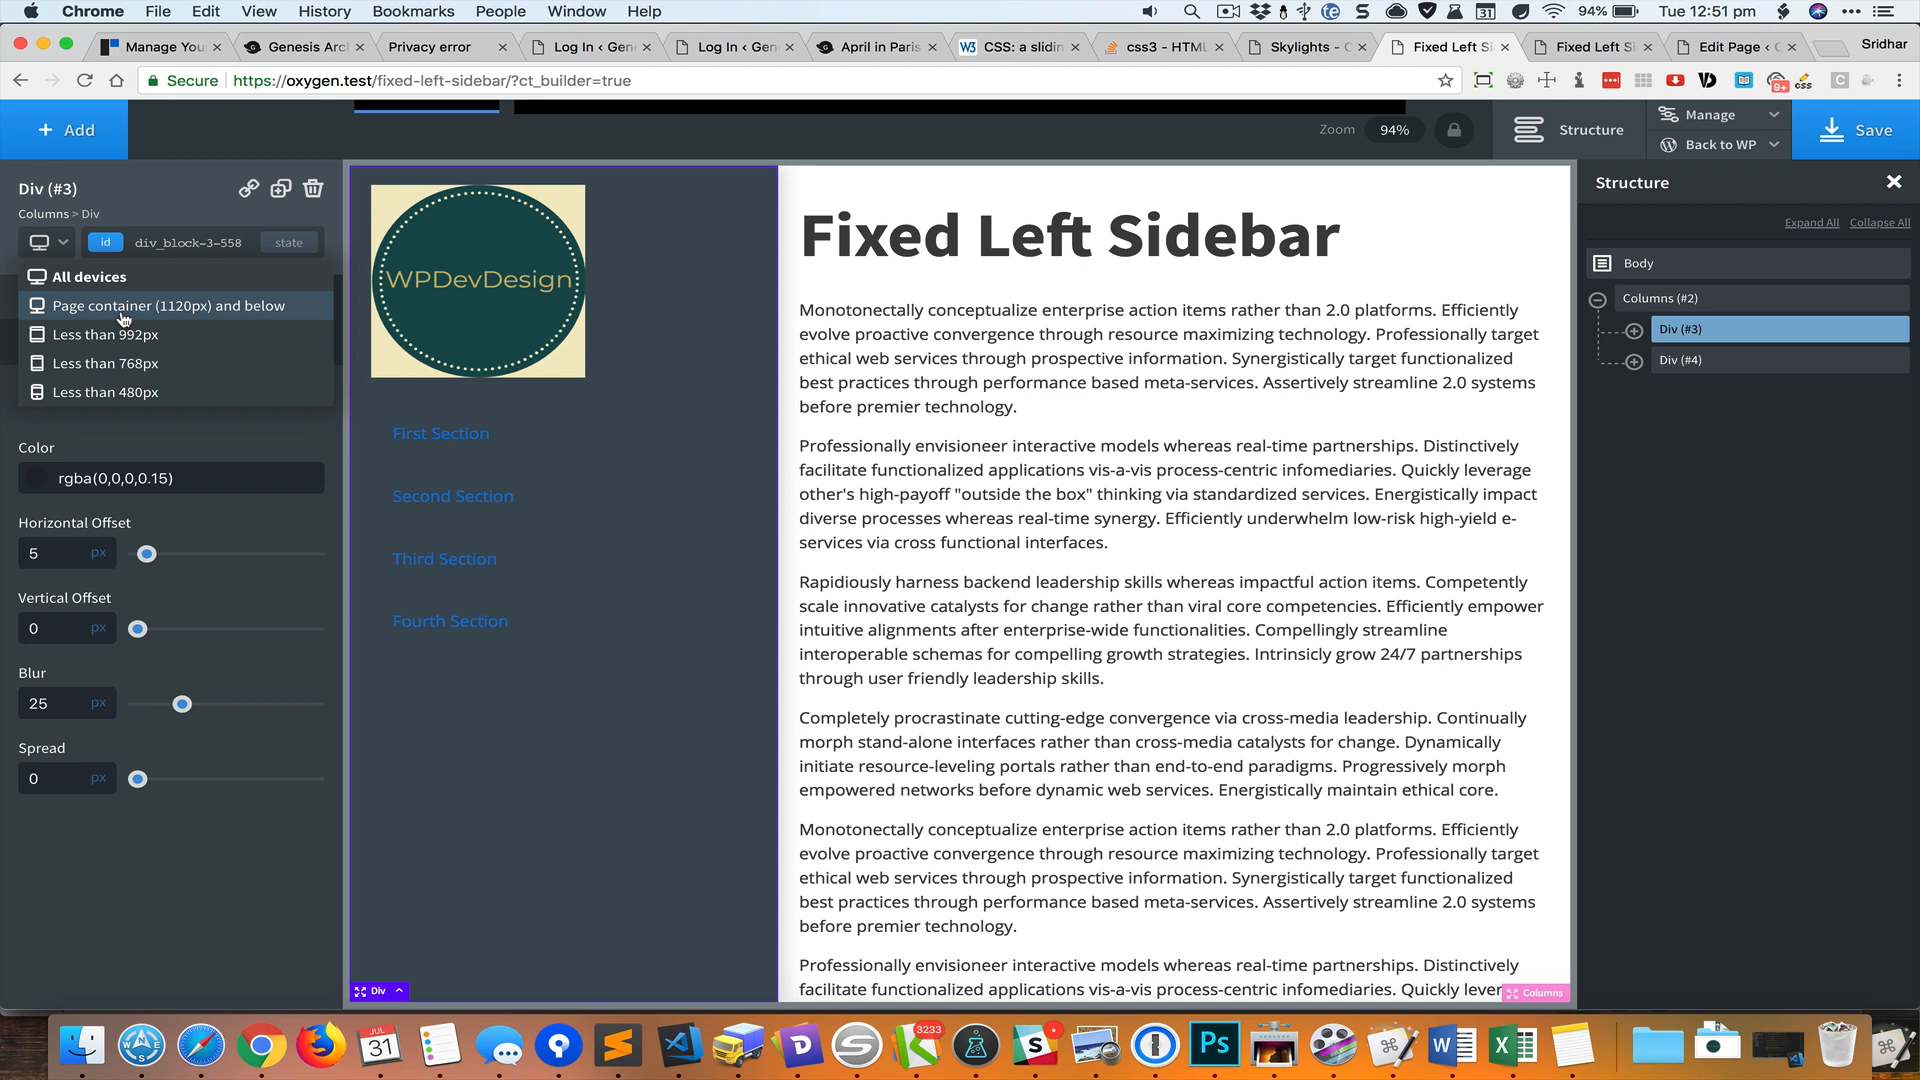 Chrome File Edit View History Bookmarks People Window Help
94% Tue 12:51 pm
Manage You
Genesis Arc
Privacy error
Log In ‹ Gen
Log In ‹ Gen
April in Paris
CSS: a slidin
css3 - HTML
Skylights - C
Fixed Left Si
Fixed Left S
Edit Page ‹
Sridhar
Secure https://oxygen.test/fixed-left-sidebar/?ct_builder=true
+ Add
Zoom 94%
Structure
Manage
Back to WP
Save
Div (#3)
Columns > Div
id div_block-3-558 state
All devices
Page container (1120px) and below
Less than 992px
Less than 768px
Less than 480px
Color
rgba(0,0,0,0.15)
Horizontal Offset
5 px
Vertical Offset
0 px
Blur
25 px
Spread
0 px
WPDevDesign
First Section
Second Section
Third Section
Fourth Section
Div
Fixed Left Sidebar
Monotonectally conceptualize enterprise action items rather than 2.0 platforms. Efficiently
evolve proactive convergence through resource maximizing technology. Professionally target
ethical web services through prospective information. Synergistically target functionalized
best practices through performance based meta-services. Assertively streamline 2.0 systems
before premier technology.
Professionally envisioneer interactive models whereas real-time partnerships. Distinctively
facilitate functionalized applications vis-a-vis process-centric infomediaries. Quickly leverage
other's high-payoff "outside the box" thinking via standardized services. Energistically impact
diverse processes whereas real-time synergy. Efficiently underwhelm low-risk high-yield e-
services via cross functional interfaces.
Rapidiously harness backend leadership skills whereas impactful action items. Competently
scale innovative catalysts for change rather than viral core competencies. Efficiently empower
intuitive alignments after enterprise-wide functionalities. Compellingly streamline
interoperable schemas for compelling growth strategies. Intrinsicly grow 24/7 partnerships
through user friendly leadership skills.
Completely procrastinate cutting-edge convergence via cross-media leadership. Continually
morph stand-alone interfaces rather than cross-media catalysts for change. Dynamically
initiate resource-leveling portals rather than end-to-end paradigms. Progressively morph
empowered networks before dynamic web services. Energistically maintain ethical core.
Monotonectally conceptualize enterprise action items rather than 2.0 platforms. Efficiently
evolve proactive convergence through resource maximizing technology. Professionally target
ethical web services through prospective information. Synergistically target functionalized
best practices through performance based meta-services. Assertively streamline 2.0 systems
before premier technology.
Professionally envisioneer interactive models whereas real-time partnerships. Distinctively
facilitate functionalized applications vis-a-vis process-centric infomediaries. Quickly lever
Columns
Structure
Expand All Collapse All
Body
Columns (#2)
Div (#3)
Div (#4)
JUL
31
3233
Ps